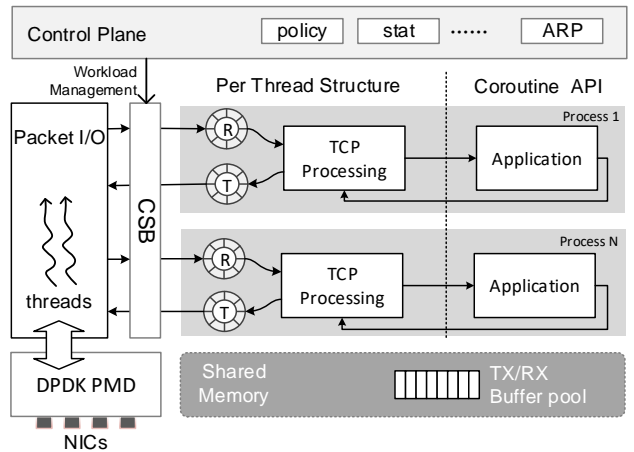 Control Plane
policy
stat
......
ARP
Workload
Management
Per Thread Structure
Coroutine API
Packet I/O
threads
CSB
Process 1
R
T
TCP
Processing
Application
Process N
R
T
TCP
Processing
Application
DPDK PMD
NICs
Shared
Memory
TX/RX
Buffer pool